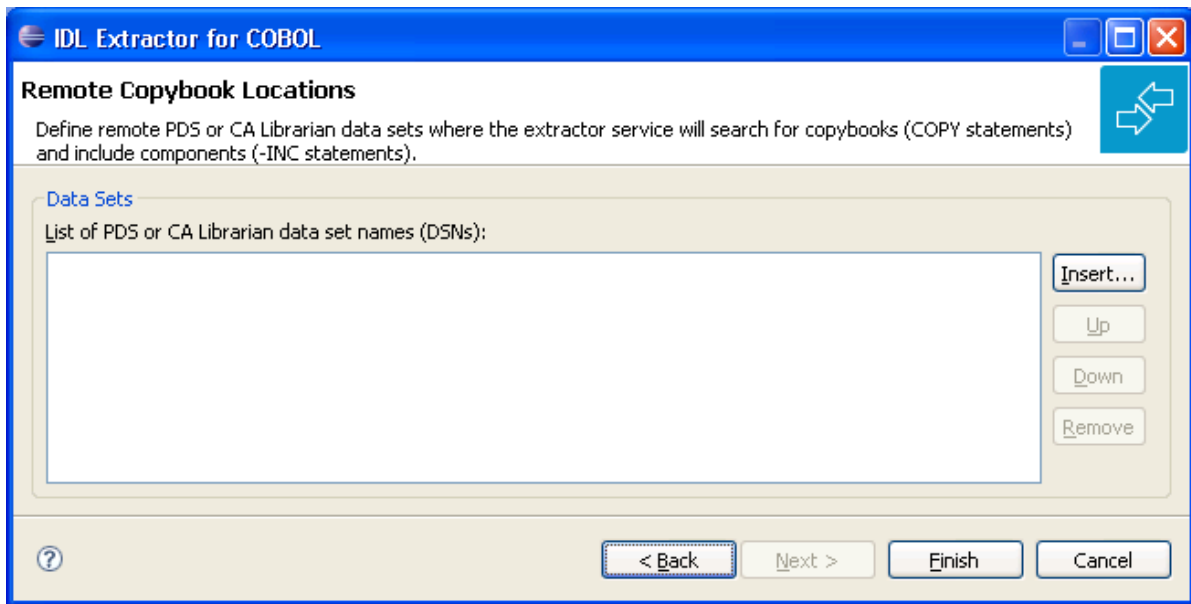 IDL Extractor for COBOL
Remote Copybook Locations
Define remote PDS or CA Librarian data sets where the extractor service will search for copybooks (COPY statements)
and include components (-INC statements).
Data Sets
List of PDS or CA Librarian data set names (DSNs):
Insert...
Up
Down
Remove
?
< Back Next > Finish Cancel